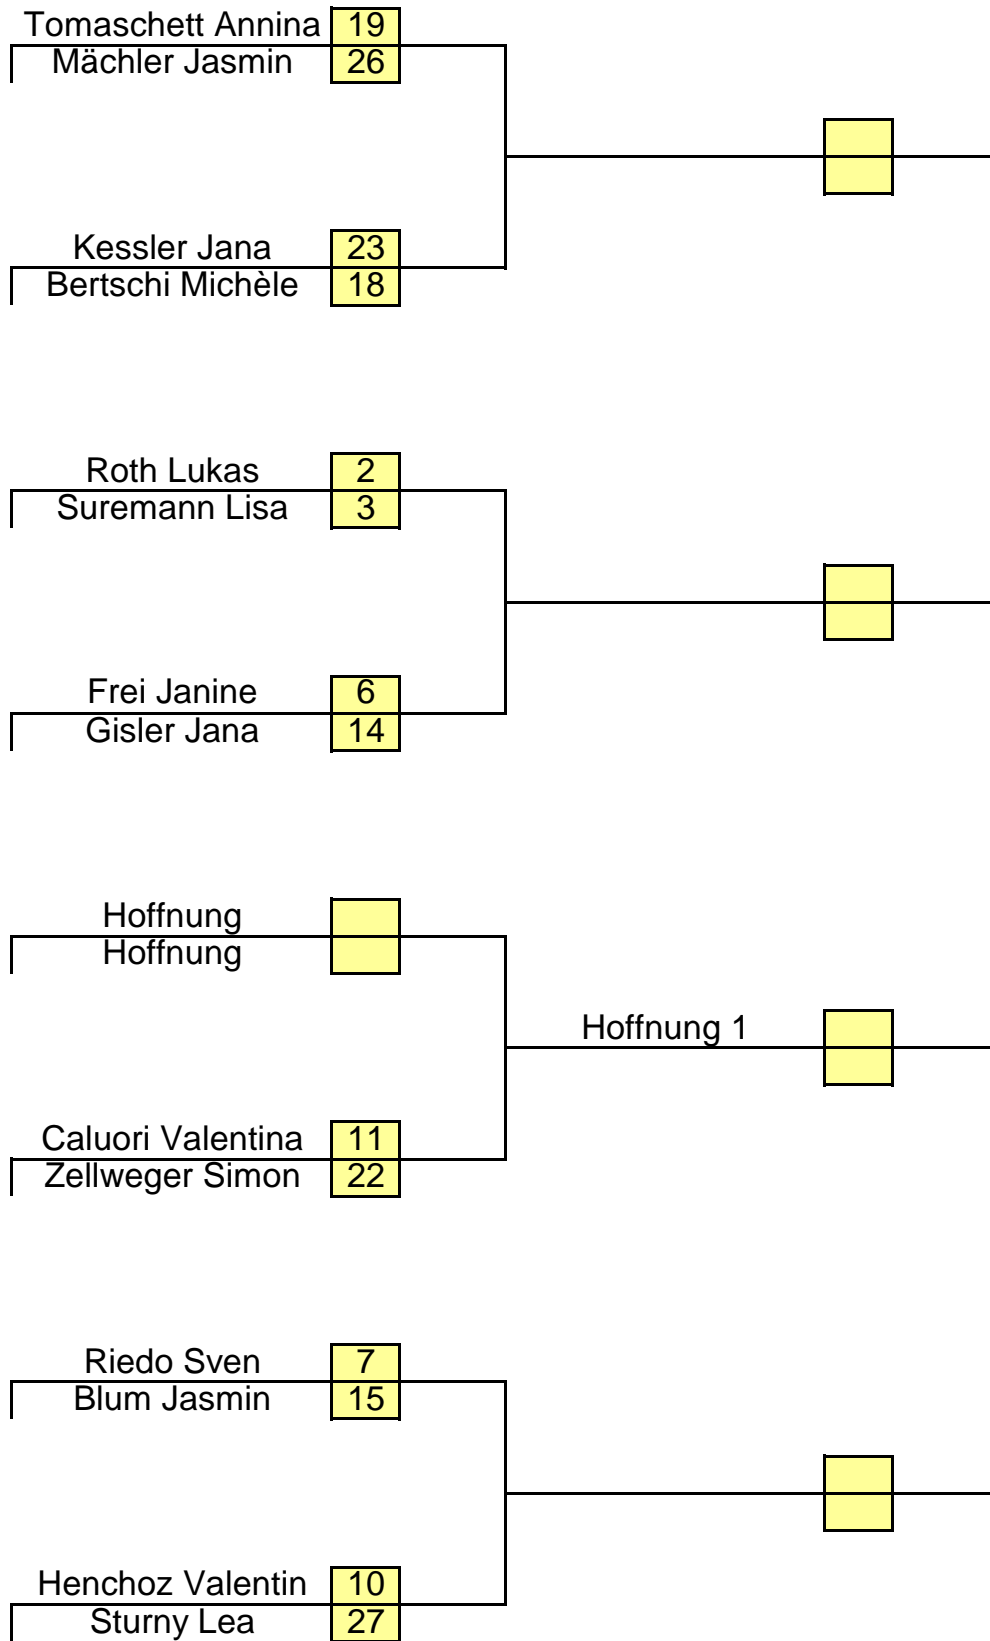 Tomaschett Annina 19
Mächler Jasmin 26
Kessler Jana 23
Bertschi Michèle 18
Roth Lukas 2
Suremann Lisa 3
Frei Janine 6
Gisler Jana 14
Hoffnung
Hoffnung
Hoffnung 1
Caluori Valentina 11
Zellweger Simon 22
Riedo Sven 7
Blum Jasmin 15
Henchoz Valentin 10
Sturny Lea 27